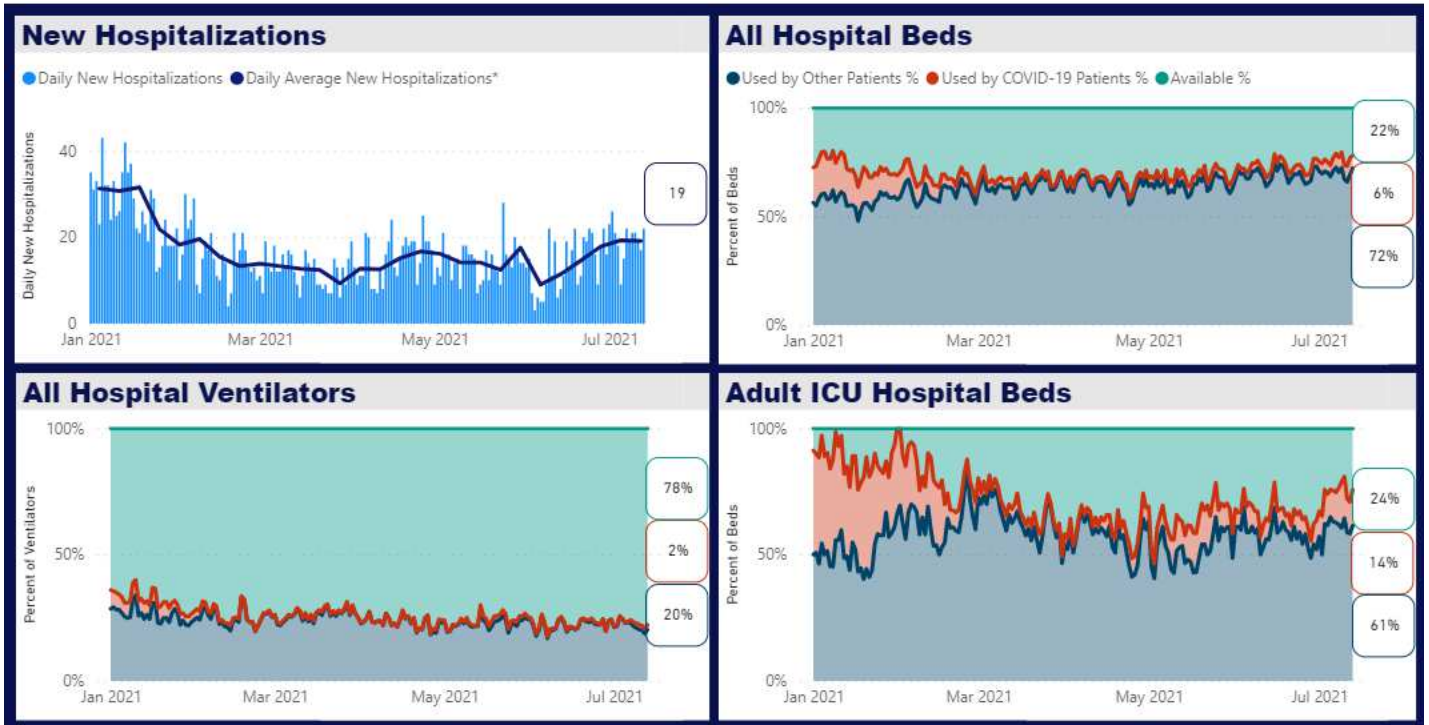 New Hospitalizations
Daily New Hospitalizations Daily Average New Hospitalizations*
Daily New Hospitalizations
40
20
0
19
Jan 2021 Mar 2021 May 2021 Jul 2021
All Hospital Beds
Used by Other Patients % Used by COVID-19 Patients % Available %
Percent of Beds
100%
50%
0%
22%
6%
72%
Jan 2021 Mar 2021 May 2021 Jul 2021
All Hospital Ventilators
Percent of Ventilators
100%
50%
0%
78%
2%
20%
Jan 2021 Mar 2021 May 2021 Jul 2021
Adult ICU Hospital Beds
Percent of Beds
100%
50%
0%
24%
14%
61%
Jan 2021 Mar 2021 May 2021 Jul 2021